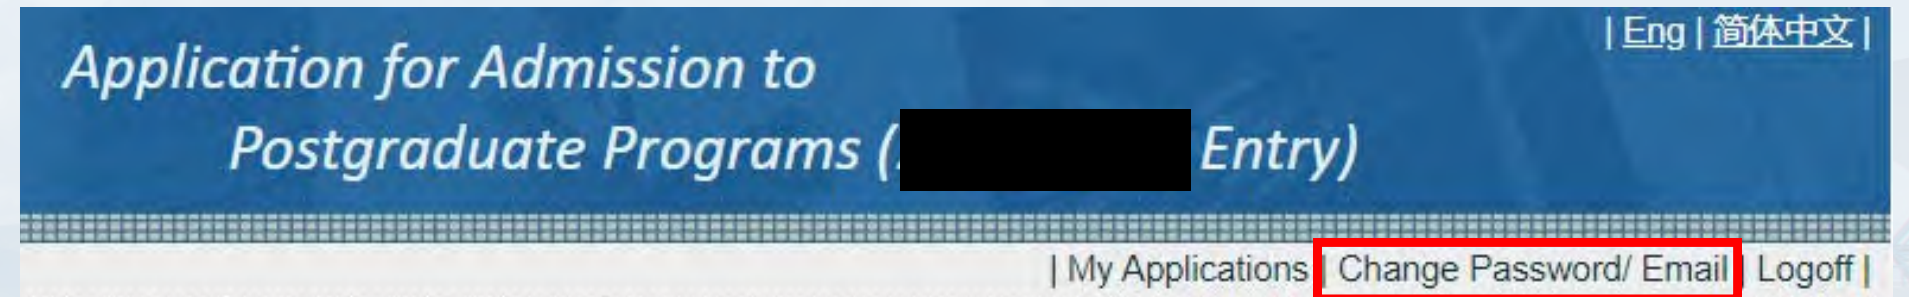 | Eng | 简体中文 |
Application for Admission to
Postgraduate Programs ( Entry)
| My Applications | Change Password/ Email | Logoff |